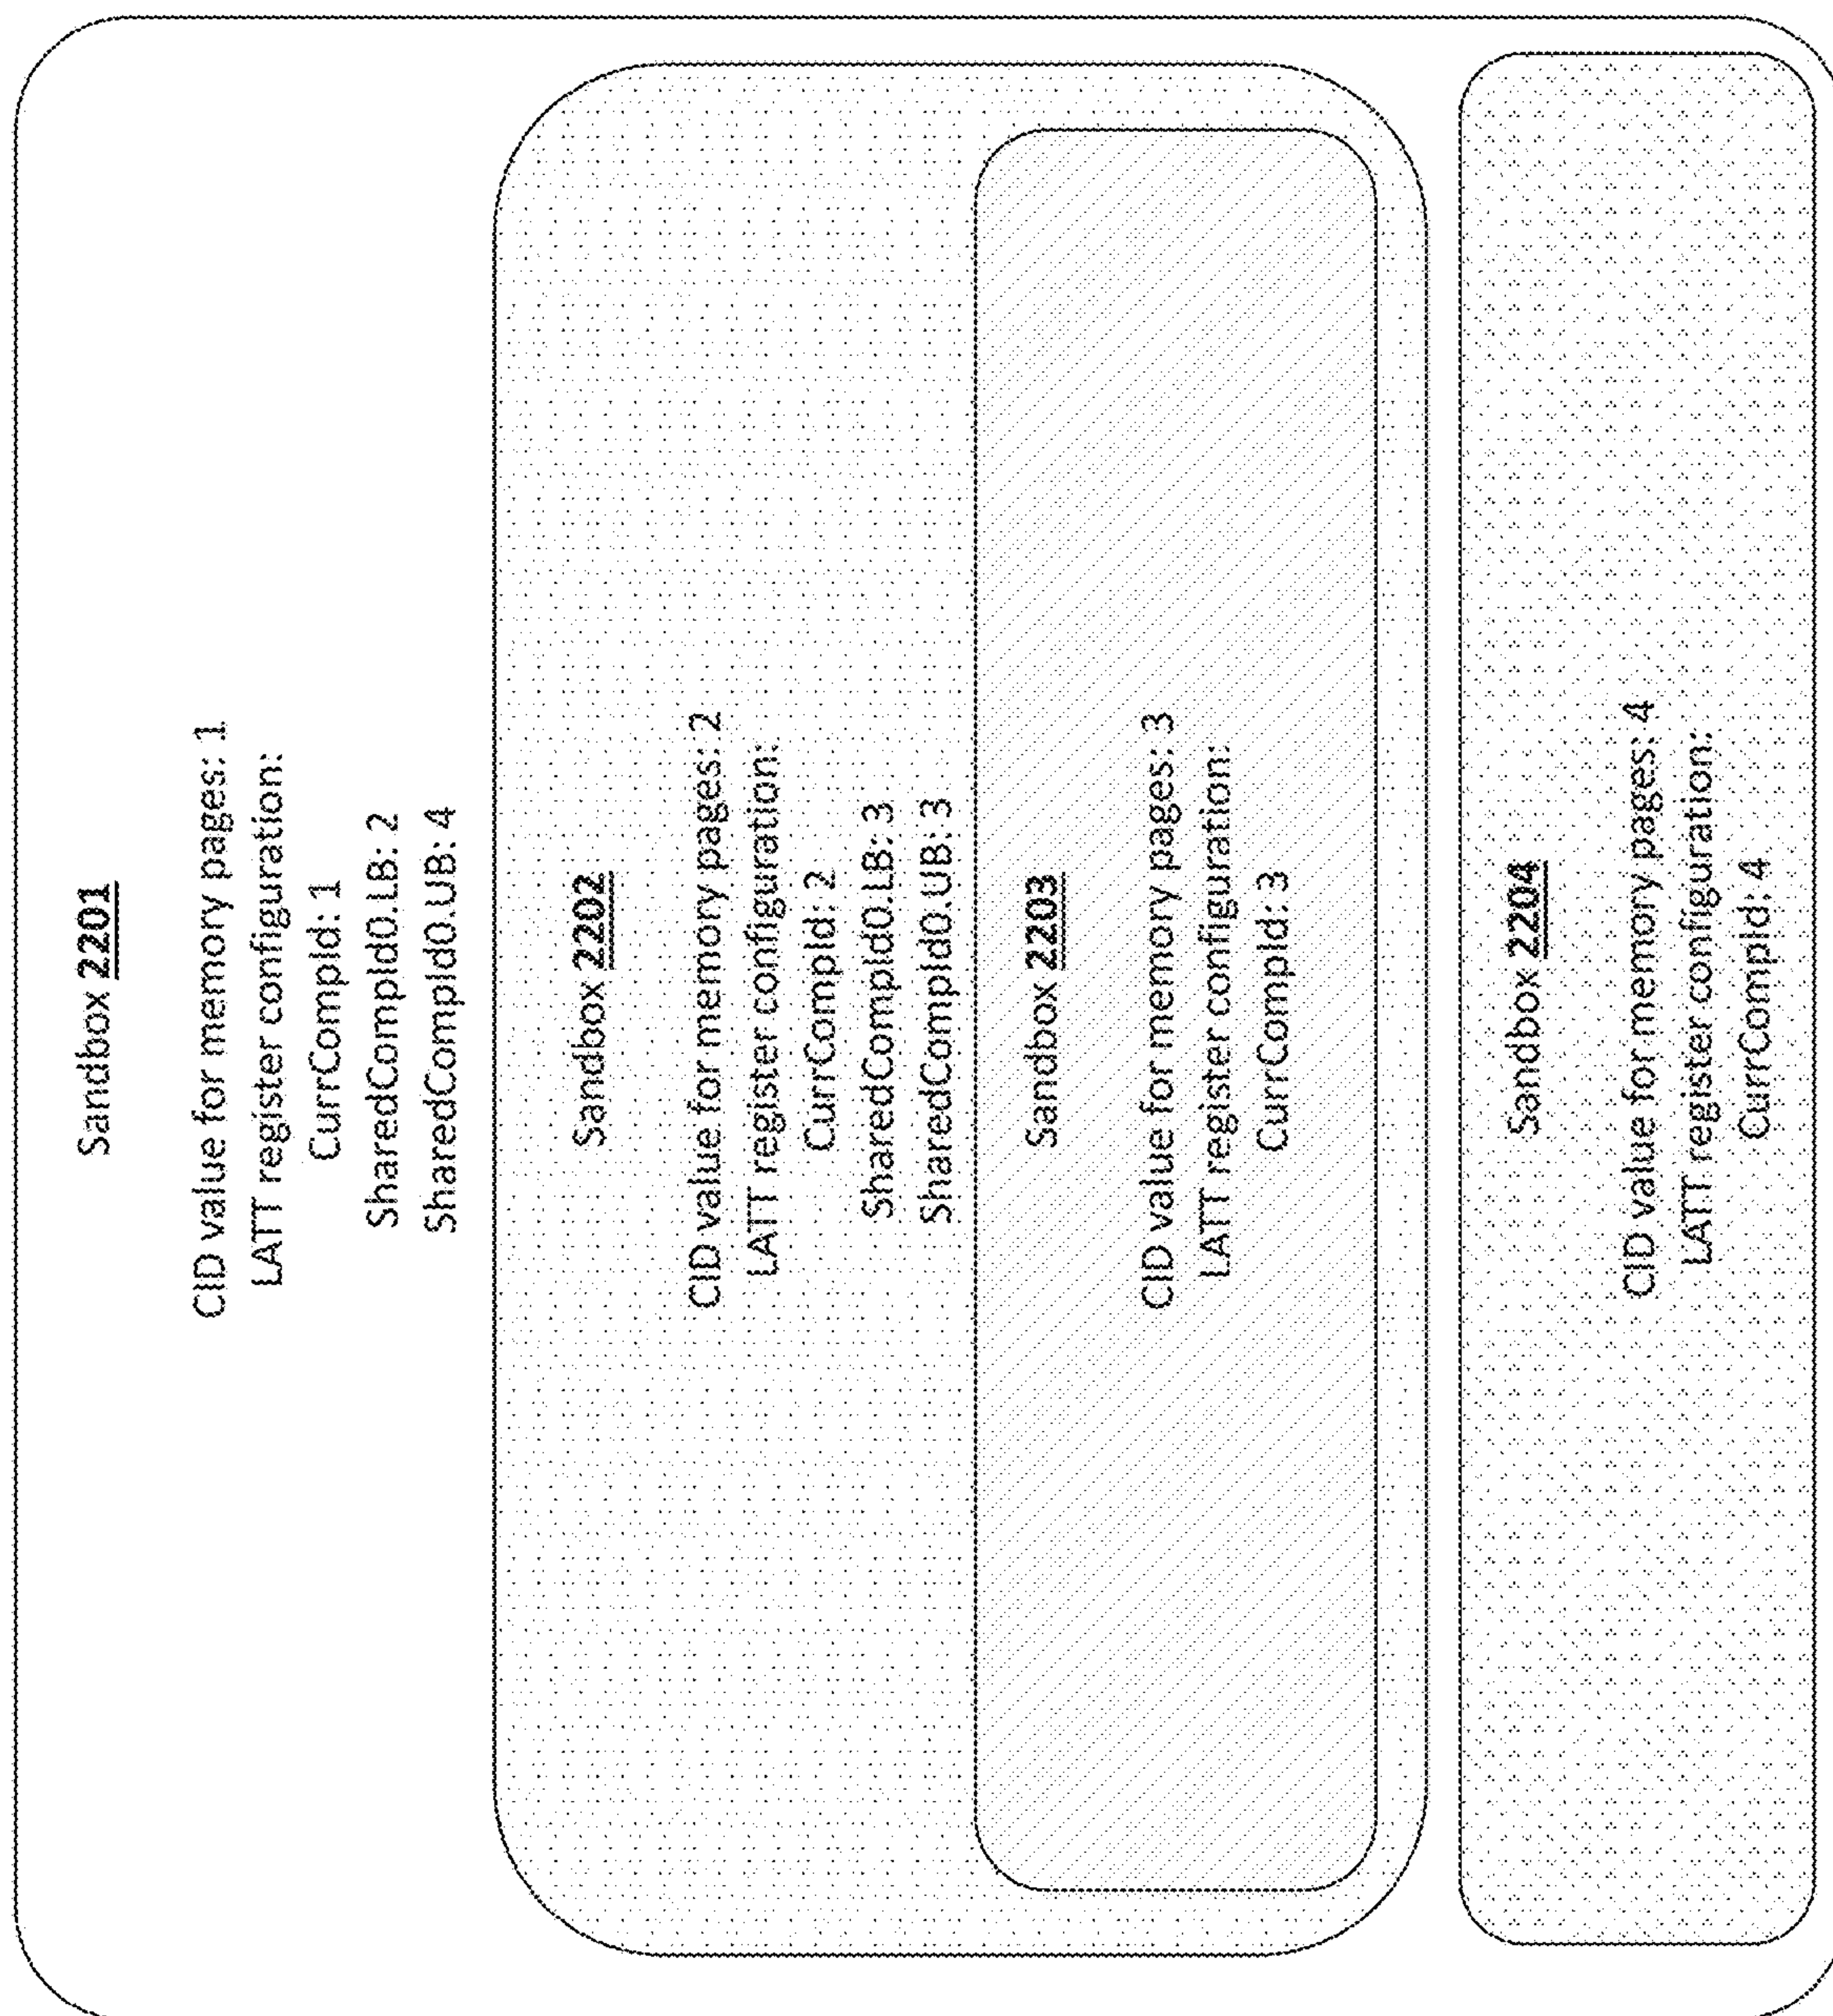 Sandbox 2201
CID value for memory pages: 1
LATT register configuration:
CurrCompId: 1
SharedCompId0.LB: 2
SharedCompId0.UB: 4
Sandbox 2202
CID value for memory pages: 2
LATT register configuration:
CurrCompId: 2
SharedCompId0.LB: 3
SharedCompId0.UB: 3
Sandbox 2203
CID value for memory pages: 3
LATT register configuration:
CurrCompId: 3
Sandbox 2204
CID value for memory pages: 4
LATT register configuration:
CurrCompId: 4